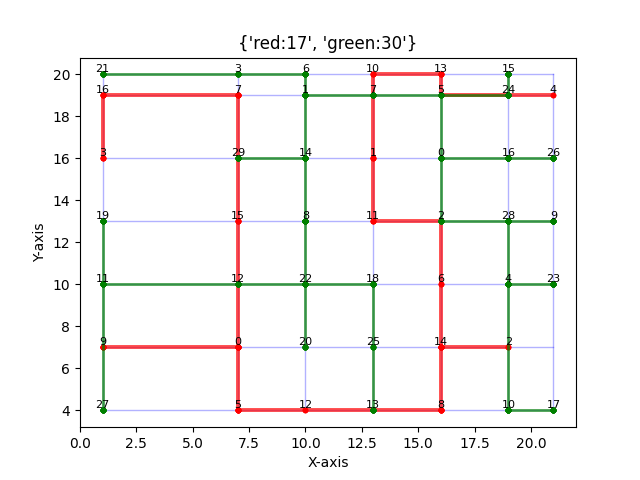 {'red:17', 'green:30'}
21 3 6 10 13 15
16 7 1 7 5 24 4
3 29 14 1 0 16 26
19 15 8 11 2 28 9
11 12 22 18 6 4 23
9 0 20 25 14 2
27 5 12 13 8 10 17
20
18
16
14
12
10
8
6
4
Y-axis
0.0 2.5 5.0 7.5 10.0 12.5 15.0 17.5 20.0
X-axis